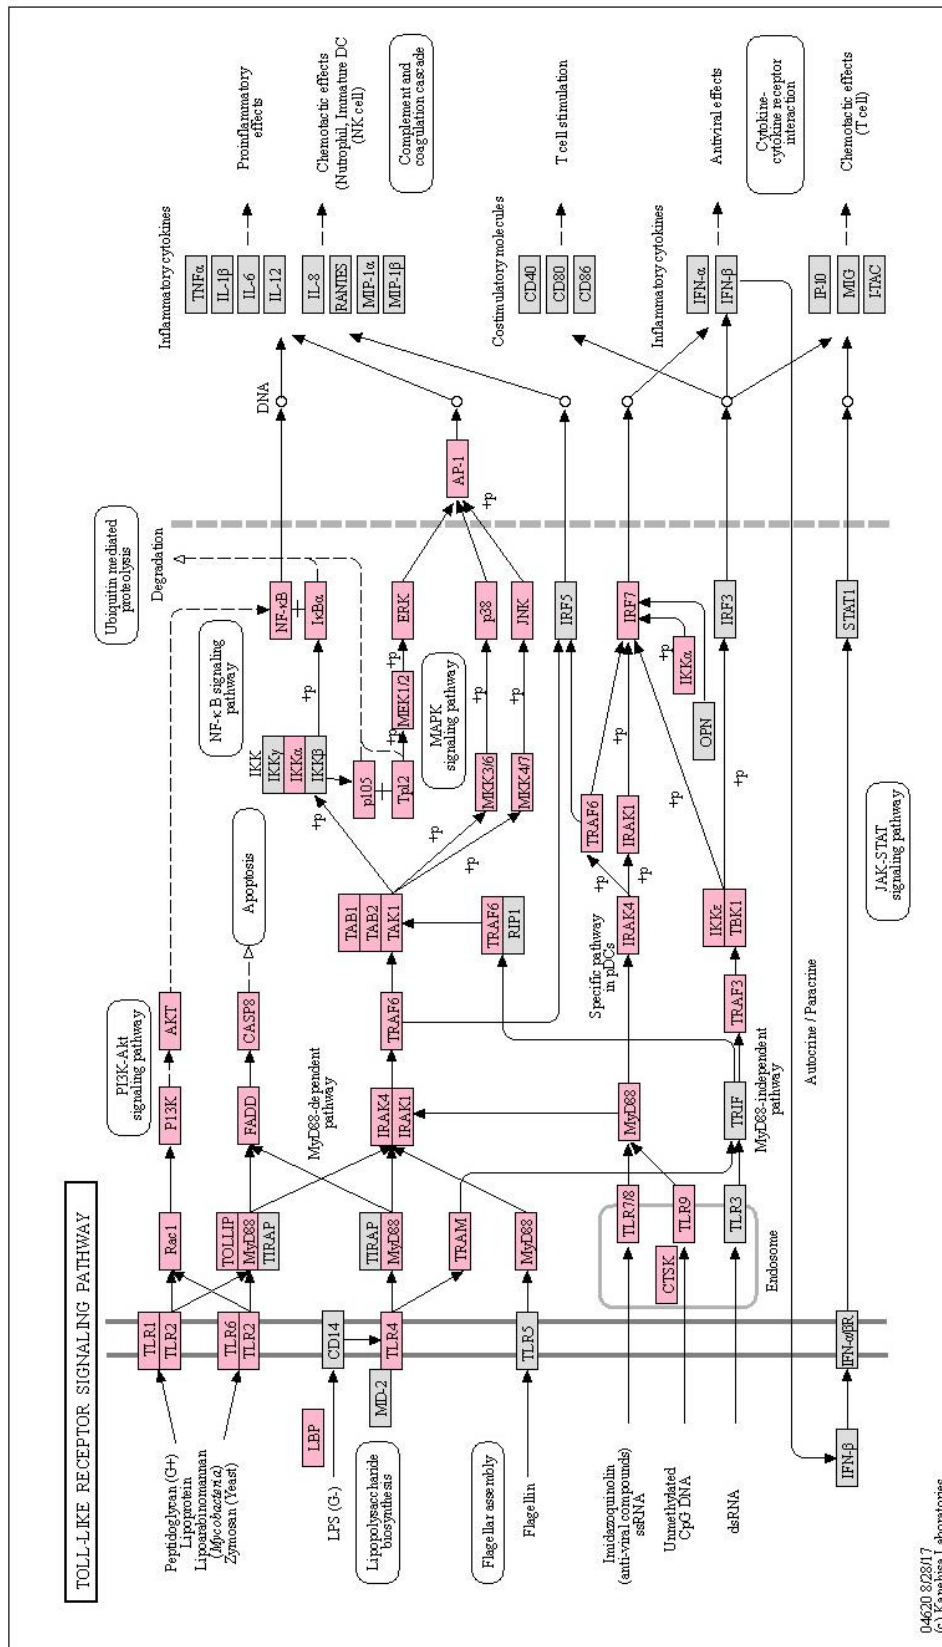 TOLL-LIKE RECEPTOR SIGNALING PATHWAY
Peptidoglycan (G+)
Lipoprotein
Lipoarabinomannan
(Mycobacteria)
Zymosan (Yeast)
LBP
LPS (G-)
Lipopolysaccharide
biosynthesis
Flagellar assembly
Flagellin
Imidazoquinolin
(anti-viral compounds)
ssRNA
Unmethylated
CpG DNA
dsRNA
IFN-β
TLR1
TLR2
TLR6
TLR2
CD14
MD-2
TLR4
TLR5
IFN-αβR
Rac1
TOLLIP
MyD88
TIRAP
TIRAP
MyD88
TRAM
MyD88
TLR7/8
CTSK
TLR9
TLR3
Endosome
PI3K-Akt
signaling pathway
P13K
AKT
FADD
CASP8
Apoptosis
MyD88-dependent
pathway
IRAK4
IRAK1
TRAF6
TAB1
TAB2
TAK1
TRAF6
RIP1
MyD88
TRIF
MyD88-independent
pathway
TRAF3
IKKε
TBK1
Specific pathway
in pDCs
IRAK4
+p
+p
TRAF6
IRAK1
Autocrine / Paracrine
JAK-STAT
signaling pathway
+p
+p
+p
IKK
IKKγ
IKKα
IKKβ
NF-κB signaling
pathway
p105
Tpl2
+p
MEK1/2
+p
MAPK
signaling pathway
MKK3/6
MKK4/7
+p
+p
+p
+p
+p
+p
Ubiquitin mediated
proteolysis
Degradation
NF-κB
IκBα
ERK
p38
JNK
IRF5
IRF7
+p
IKKα
OPN
IRF3
STAT1
+p
AP-1
DNA
Inflammatory cytokines
TNFα
IL-1β
IL-6
IL-12
IL-8
RANTES
MIP-1α
MIP-1β
Costimulatory molecules
CD40
CD80
CD86
Inflammatory cytokines
IFN-α
IFN-β
IP-10
MIG
I-TAC
Proinflammatory
effects
Chemotactic effects
(Nutrophil, Immature DC)
(NK cell)
Complement and
coagulation cascade
T cell stimulation
Antiviral effects
Cytokine-
cytokine receptor
interaction
Chemotactic effects
(T cell)
04620 8/28/17
(c) Kanehisa Laboratories